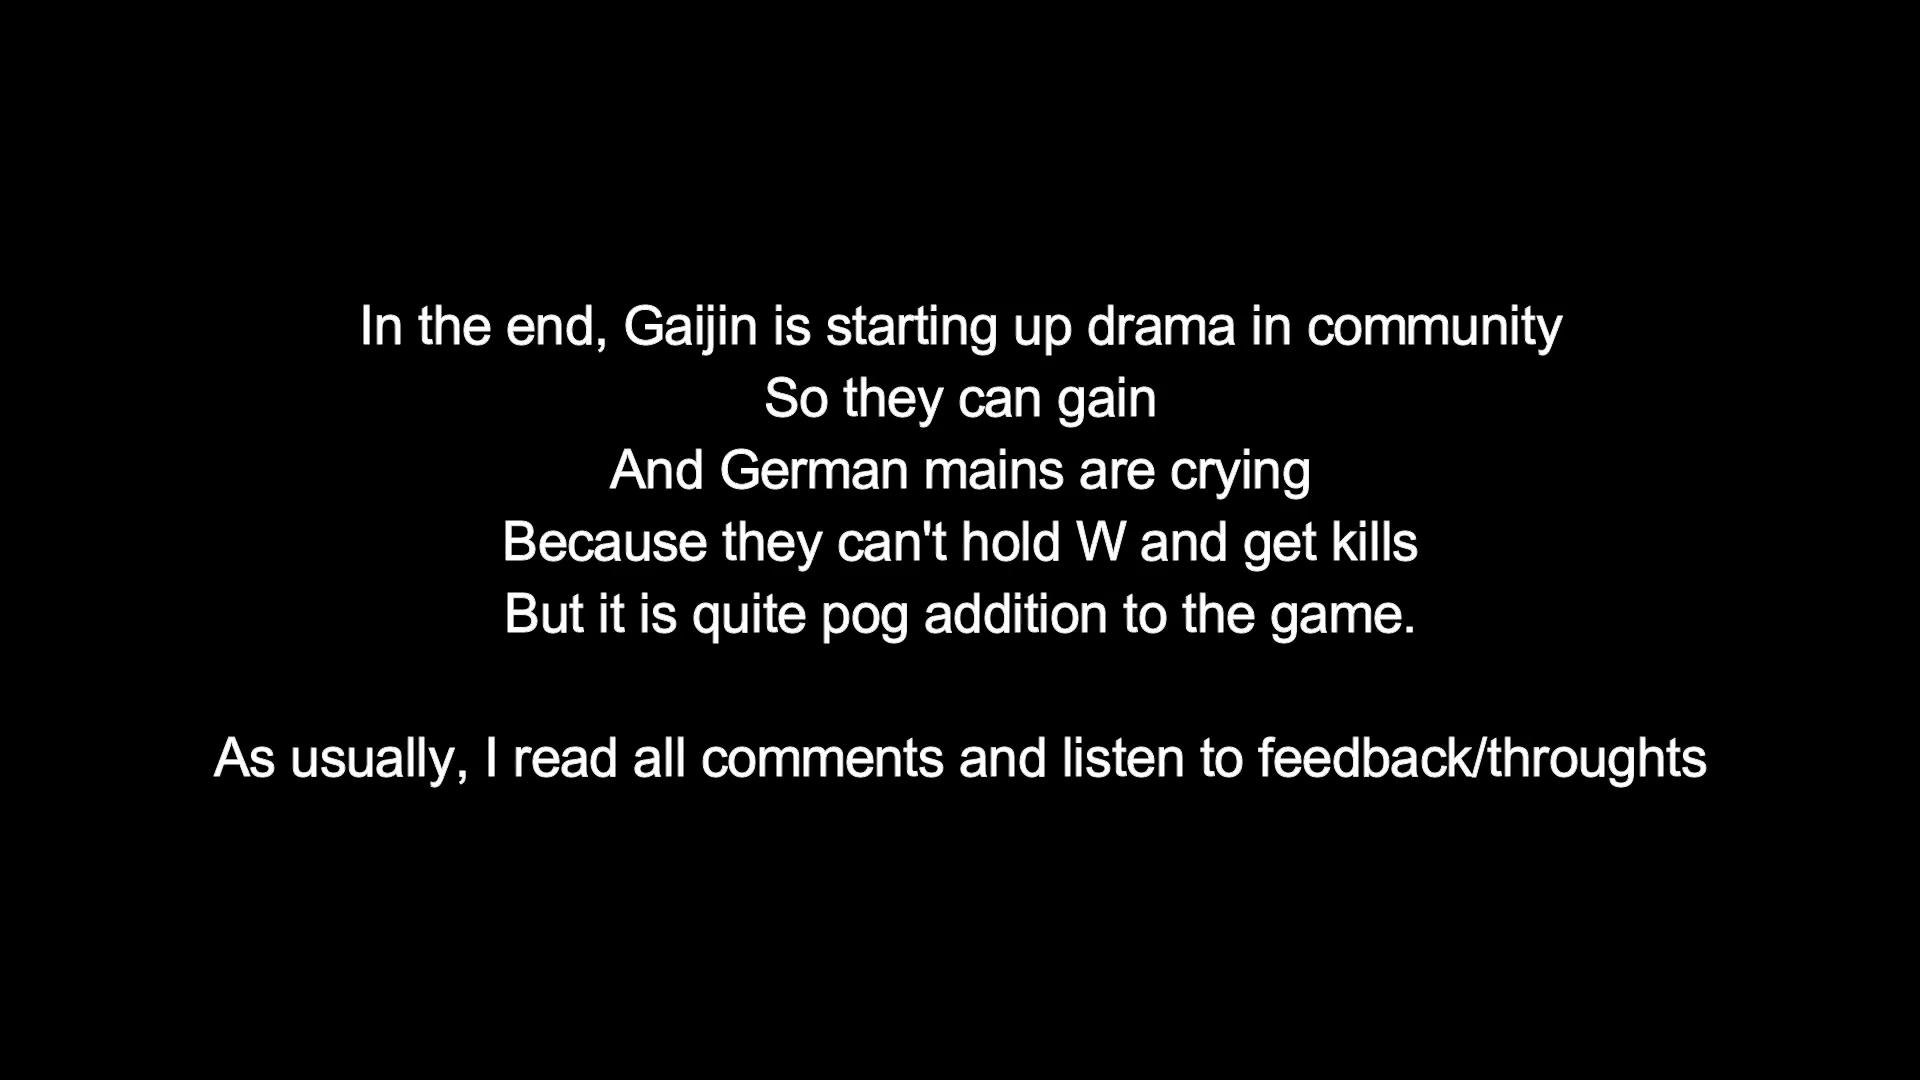 In the end, Gaijin is starting up drama in community
So they can gain
And German mains are crying
Because they can't hold W and get kills
But it is quite pog addition to the game.
As usually, I read all comments and listen to feedback/throughts